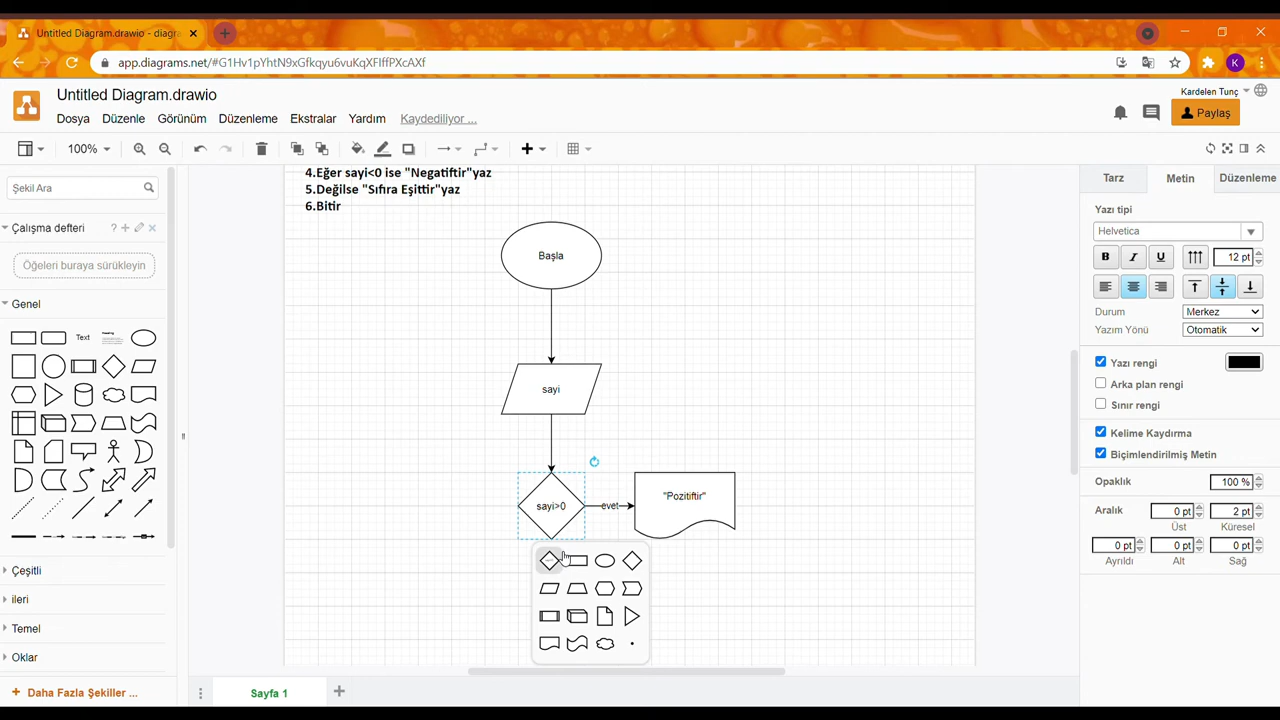 Untitled Diagram.drawio - diagra
app.diagrams.net/#G1Hv1pYhtN9xGfkqyu6vuKqXFIffPXcAXf
K
Untitled Diagram.drawio
Kardelen Tunç
Dosya Düzenle Görünüm Düzenleme Ekstralar Yardım Kaydediliyor ...
Paylaş
100%
Şekil Ara
Çalışma defteri
Öğeleri buraya sürükleyin
Genel
Text
Heading
Çeşitli
ileri
Temel
Oklar
+ Daha Fazla Şekiller ...
4.Eğer sayi<0 ise "Negatiftir"yaz
5.Değilse "Sıfıra Eşittir"yaz
6.Bitir
Başla
sayi
sayi>0
evet
"Pozitiftir"
Sayfa 1
Tarz Metin Düzenleme
Yazı tipi
Helvetica
B I U 12 pt
Durum Merkez
Yazım Yönü Otomatik
Yazı rengi
Arka plan rengi
Sınır rengi
Kelime Kaydırma
Biçimlendirilmiş Metin
Opaklık 100 %
Aralık 0 pt 2 pt
Üst Küresel
0 pt 0 pt 0 pt
Ayrıldı Alt Sağ